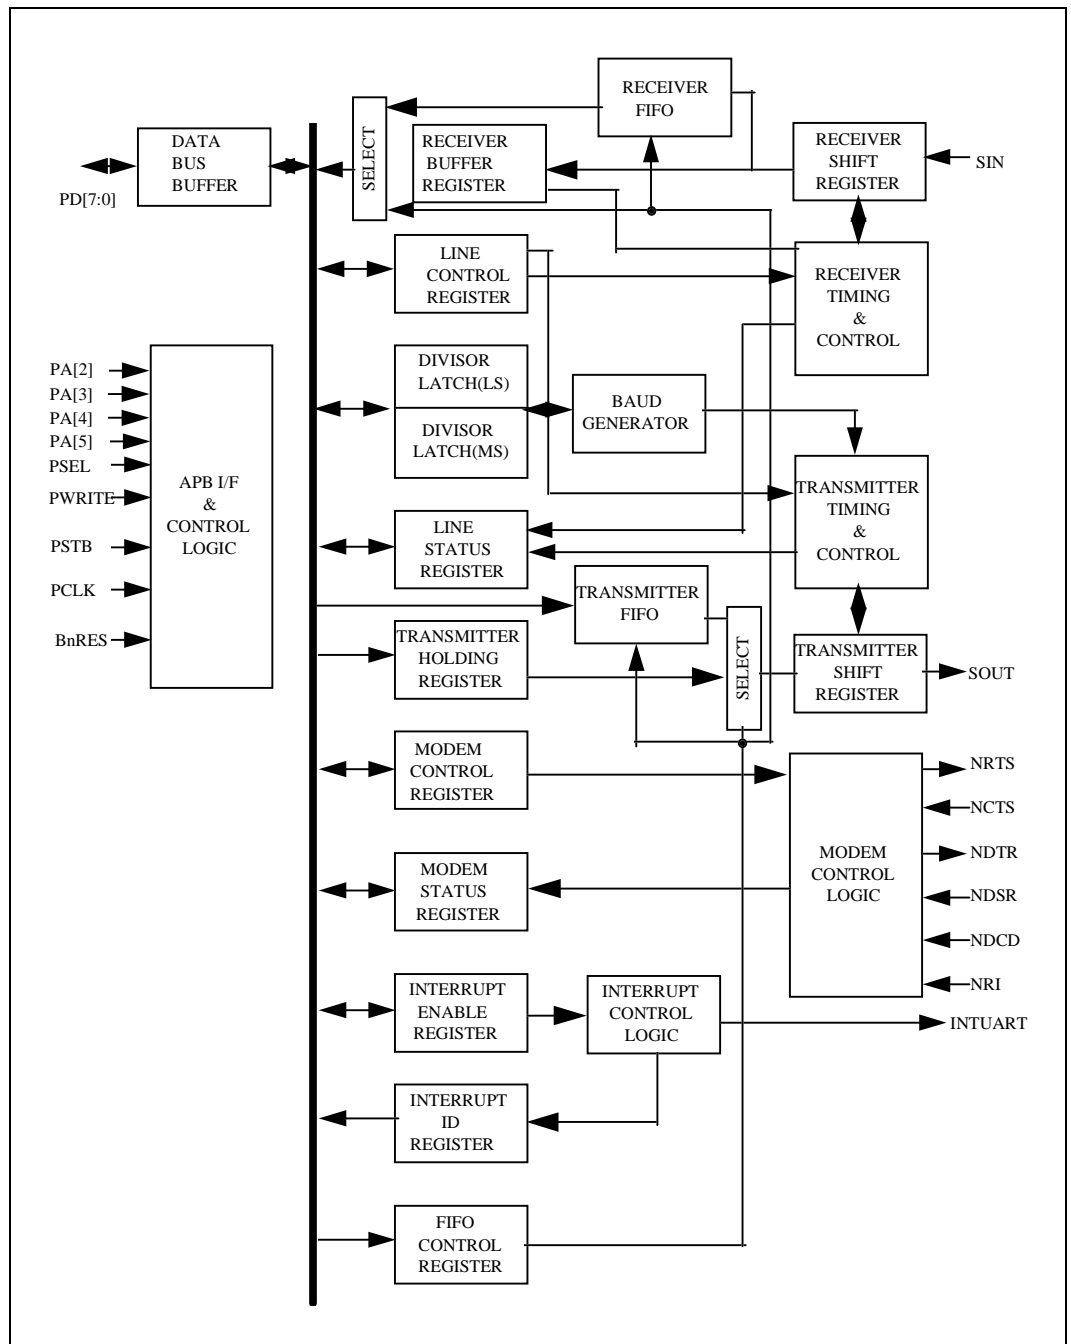 RECEIVER
FIFO
DATA
BUS
BUFFER
PD[7:0]
SELECT
RECEIVER
BUFFER
REGISTER
RECEIVER
SHIFT
REGISTER
SIN
LINE
CONTROL
REGISTER
RECEIVER
TIMING
&
CONTROL
PA[2]
PA[3]
PA[4]
PA[5]
PSEL
PWRITE
PSTB
PCLK
BnRES
APB I/F
&
CONTROL
LOGIC
DIVISOR
LATCH(LS)
DIVISOR
LATCH(MS)
BAUD
GENERATOR
TRANSMITTER
TIMING
&
CONTROL
LINE
STATUS
REGISTER
TRANSMITTER
FIFO
TRANSMITTER
HOLDING
REGISTER
SELECT
TRANSMITTER
SHIFT
REGISTER
SOUT
MODEM
CONTROL
REGISTER
MODEM
CONTROL
LOGIC
NRTS
NCTS
NDTR
NDSR
NDCD
NRI
MODEM
STATUS
REGISTER
INTERRUPT
ENABLE
REGISTER
INTERRUPT
CONTROL
LOGIC
INTUART
INTERRUPT
ID
REGISTER
FIFO
CONTROL
REGISTER